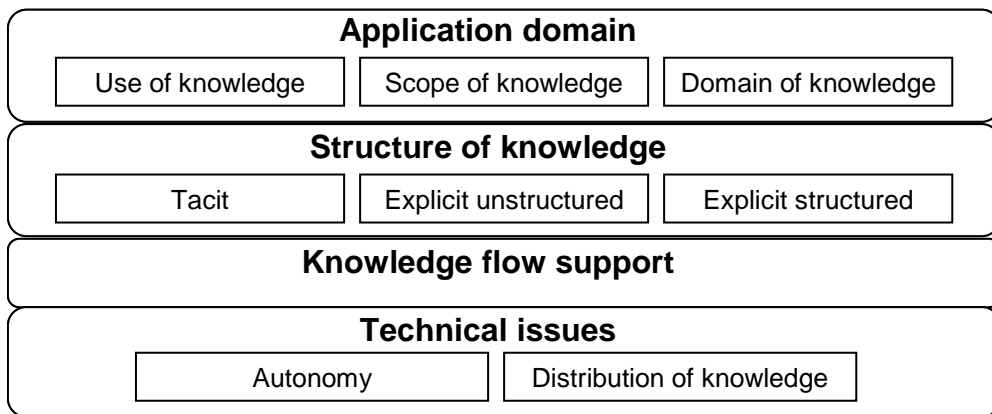 Application domain
Use of knowledge Scope of knowledge Domain of knowledge
Structure of knowledge
Tacit Explicit unstructured Explicit structured
Knowledge flow support
Technical issues
Autonomy Distribution of knowledge